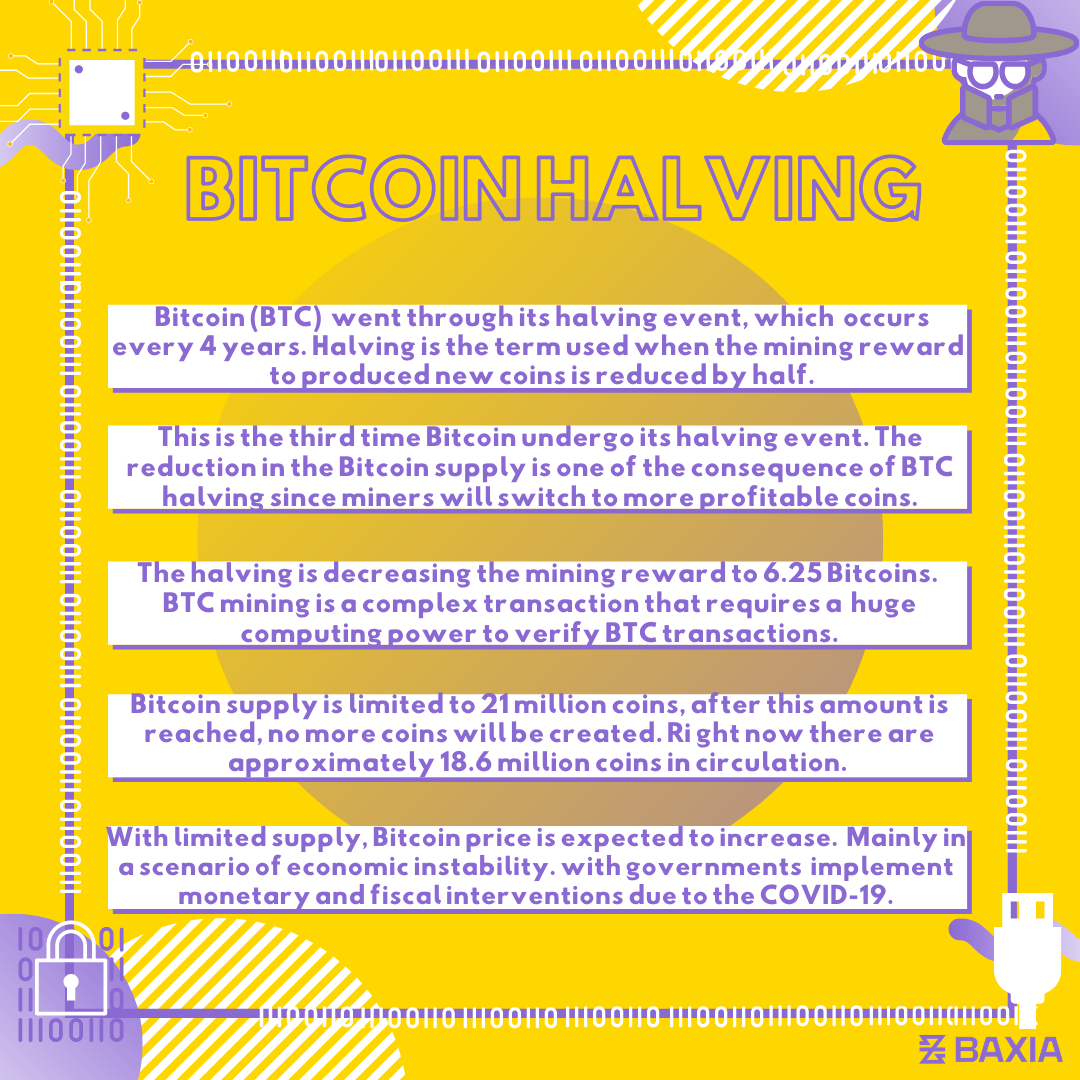 BITCOIN HALVING
Bitcoin (BTC) went through its halving event, which occurs
every 4 years. Halving is the term used when the mining reward
to produced new coins is reduced by half.
This is the third time Bitcoin undergo its halving event. The
reduction in the Bitcoin supply is one of the consequence of BTC
halving since miners will switch to more profitable coins.
The halving is decreasing the mining reward to 6.25 Bitcoins.
BTC mining is a complex transaction that requires a huge
computing power to verify BTC transactions.
Bitcoin supply is limited to 21 million coins, after this amount is
reached, no more coins will be created. Ri ght now there are
approximately 18.6 million coins in circulation.
With limited supply, Bitcoin price is expected to increase. Mainly in
a scenario of economic instability. with governments implement
monetary and fiscal interventions due to the COVID-19.
BAXIA